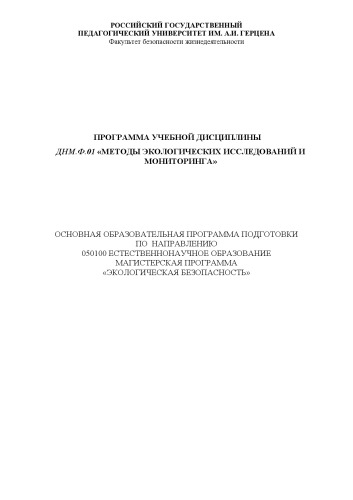 РОССИЙСКИЙ ГОСУДАРСТВЕННЫЙ
ПЕДАГОГИЧЕСКИЙ УНИВЕРСИТЕТ ИМ. А.И. ГЕРЦЕНА
Факультет безопасности жизнедеятельности
ПРОГРАММА УЧЕБНОЙ ДИСЦИПЛИНЫ
ДНМ.Ф.01 «МЕТОДЫ ЭКОЛОГИЧЕСКИХ ИССЛЕДОВАНИЙ И
МОНИТОРИНГА»
ОСНОВНАЯ ОБРАЗОВАТЕЛЬНАЯ ПРОГРАММА ПОДГОТОВКИ
ПО НАПРАВЛЕНИЮ
050100 ЕСТЕСТВЕННОНАУЧНОЕ ОБРАЗОВАНИЕ
МАГИСТЕРСКАЯ ПРОГРАММА
«ЭКОЛОГИЧЕСКАЯ БЕЗОПАСНОСТЬ»